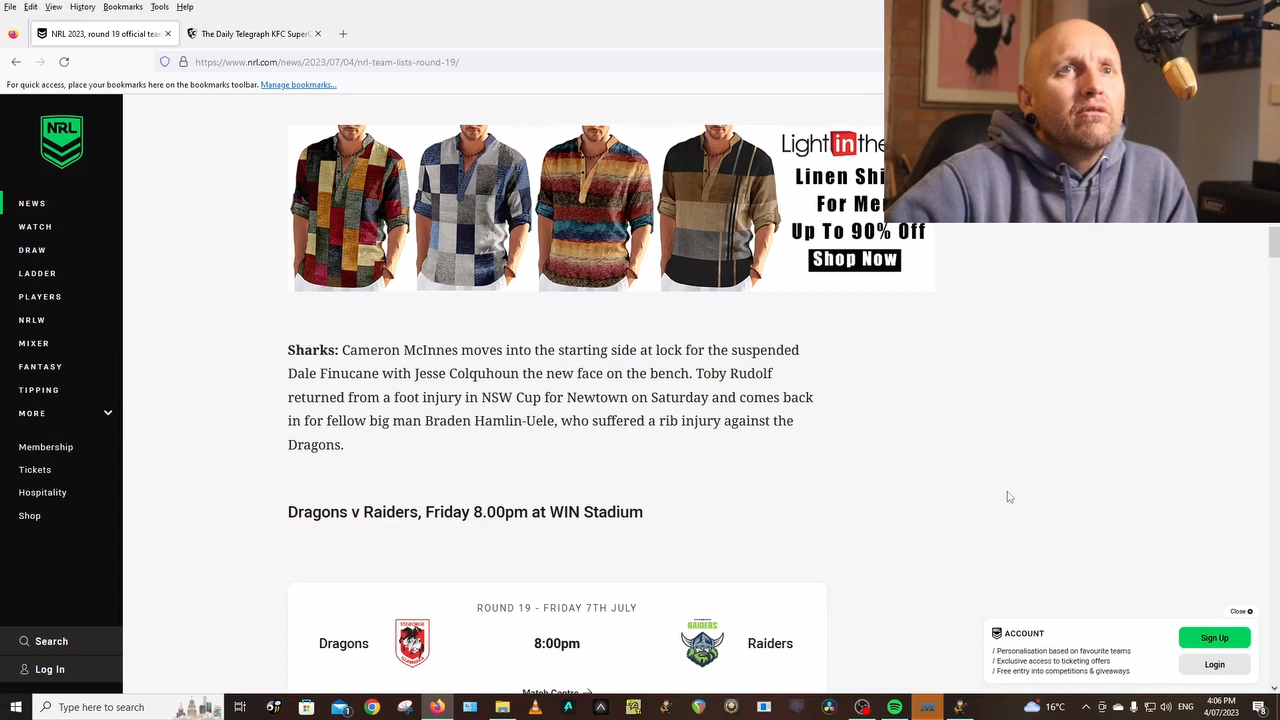 File Edit View History Bookmarks Tools Help
NRL 2023, round 19 official tea
The Daily Telegraph KFC Super
https://www.nrl.com/news/2023/07/04/nrl-team-lists-round-19/
For quick access, place your bookmarks here on the bookmarks toolbar. Manage bookmarks...
NRL
NEWS
WATCH
DRAW
LADDER
PLAYERS
NRLW
MIXER
FANTASY
TIPPING
MORE
Membership
Tickets
Hospitality
Shop
Search
Log In
Light in the
Linen Shi
For Me
Up To 90% Off
Shop Now
Sharks: Cameron McInnes moves into the starting side at lock for the suspended
Dale Finucane with Jesse Colquhoun the new face on the bench. Toby Rudolf
returned from a foot injury in NSW Cup for Newtown on Saturday and comes back
in for fellow big man Braden Hamlin-Uele, who suffered a rib injury against the
Dragons.
Dragons v Raiders, Friday 8.00pm at WIN Stadium
ROUND 19 - FRIDAY 7TH JULY
Dragons
8:00pm
RAIDERS
Raiders
Match Centre
Close
ACCOUNT
/ Personalisation based on favourite teams
/ Exclusive access to ticketing offers
/ Free entry into competitions & giveaways
Sign Up
Login
Type here to search
16°C
ENG
4:06 PM
4/07/2023